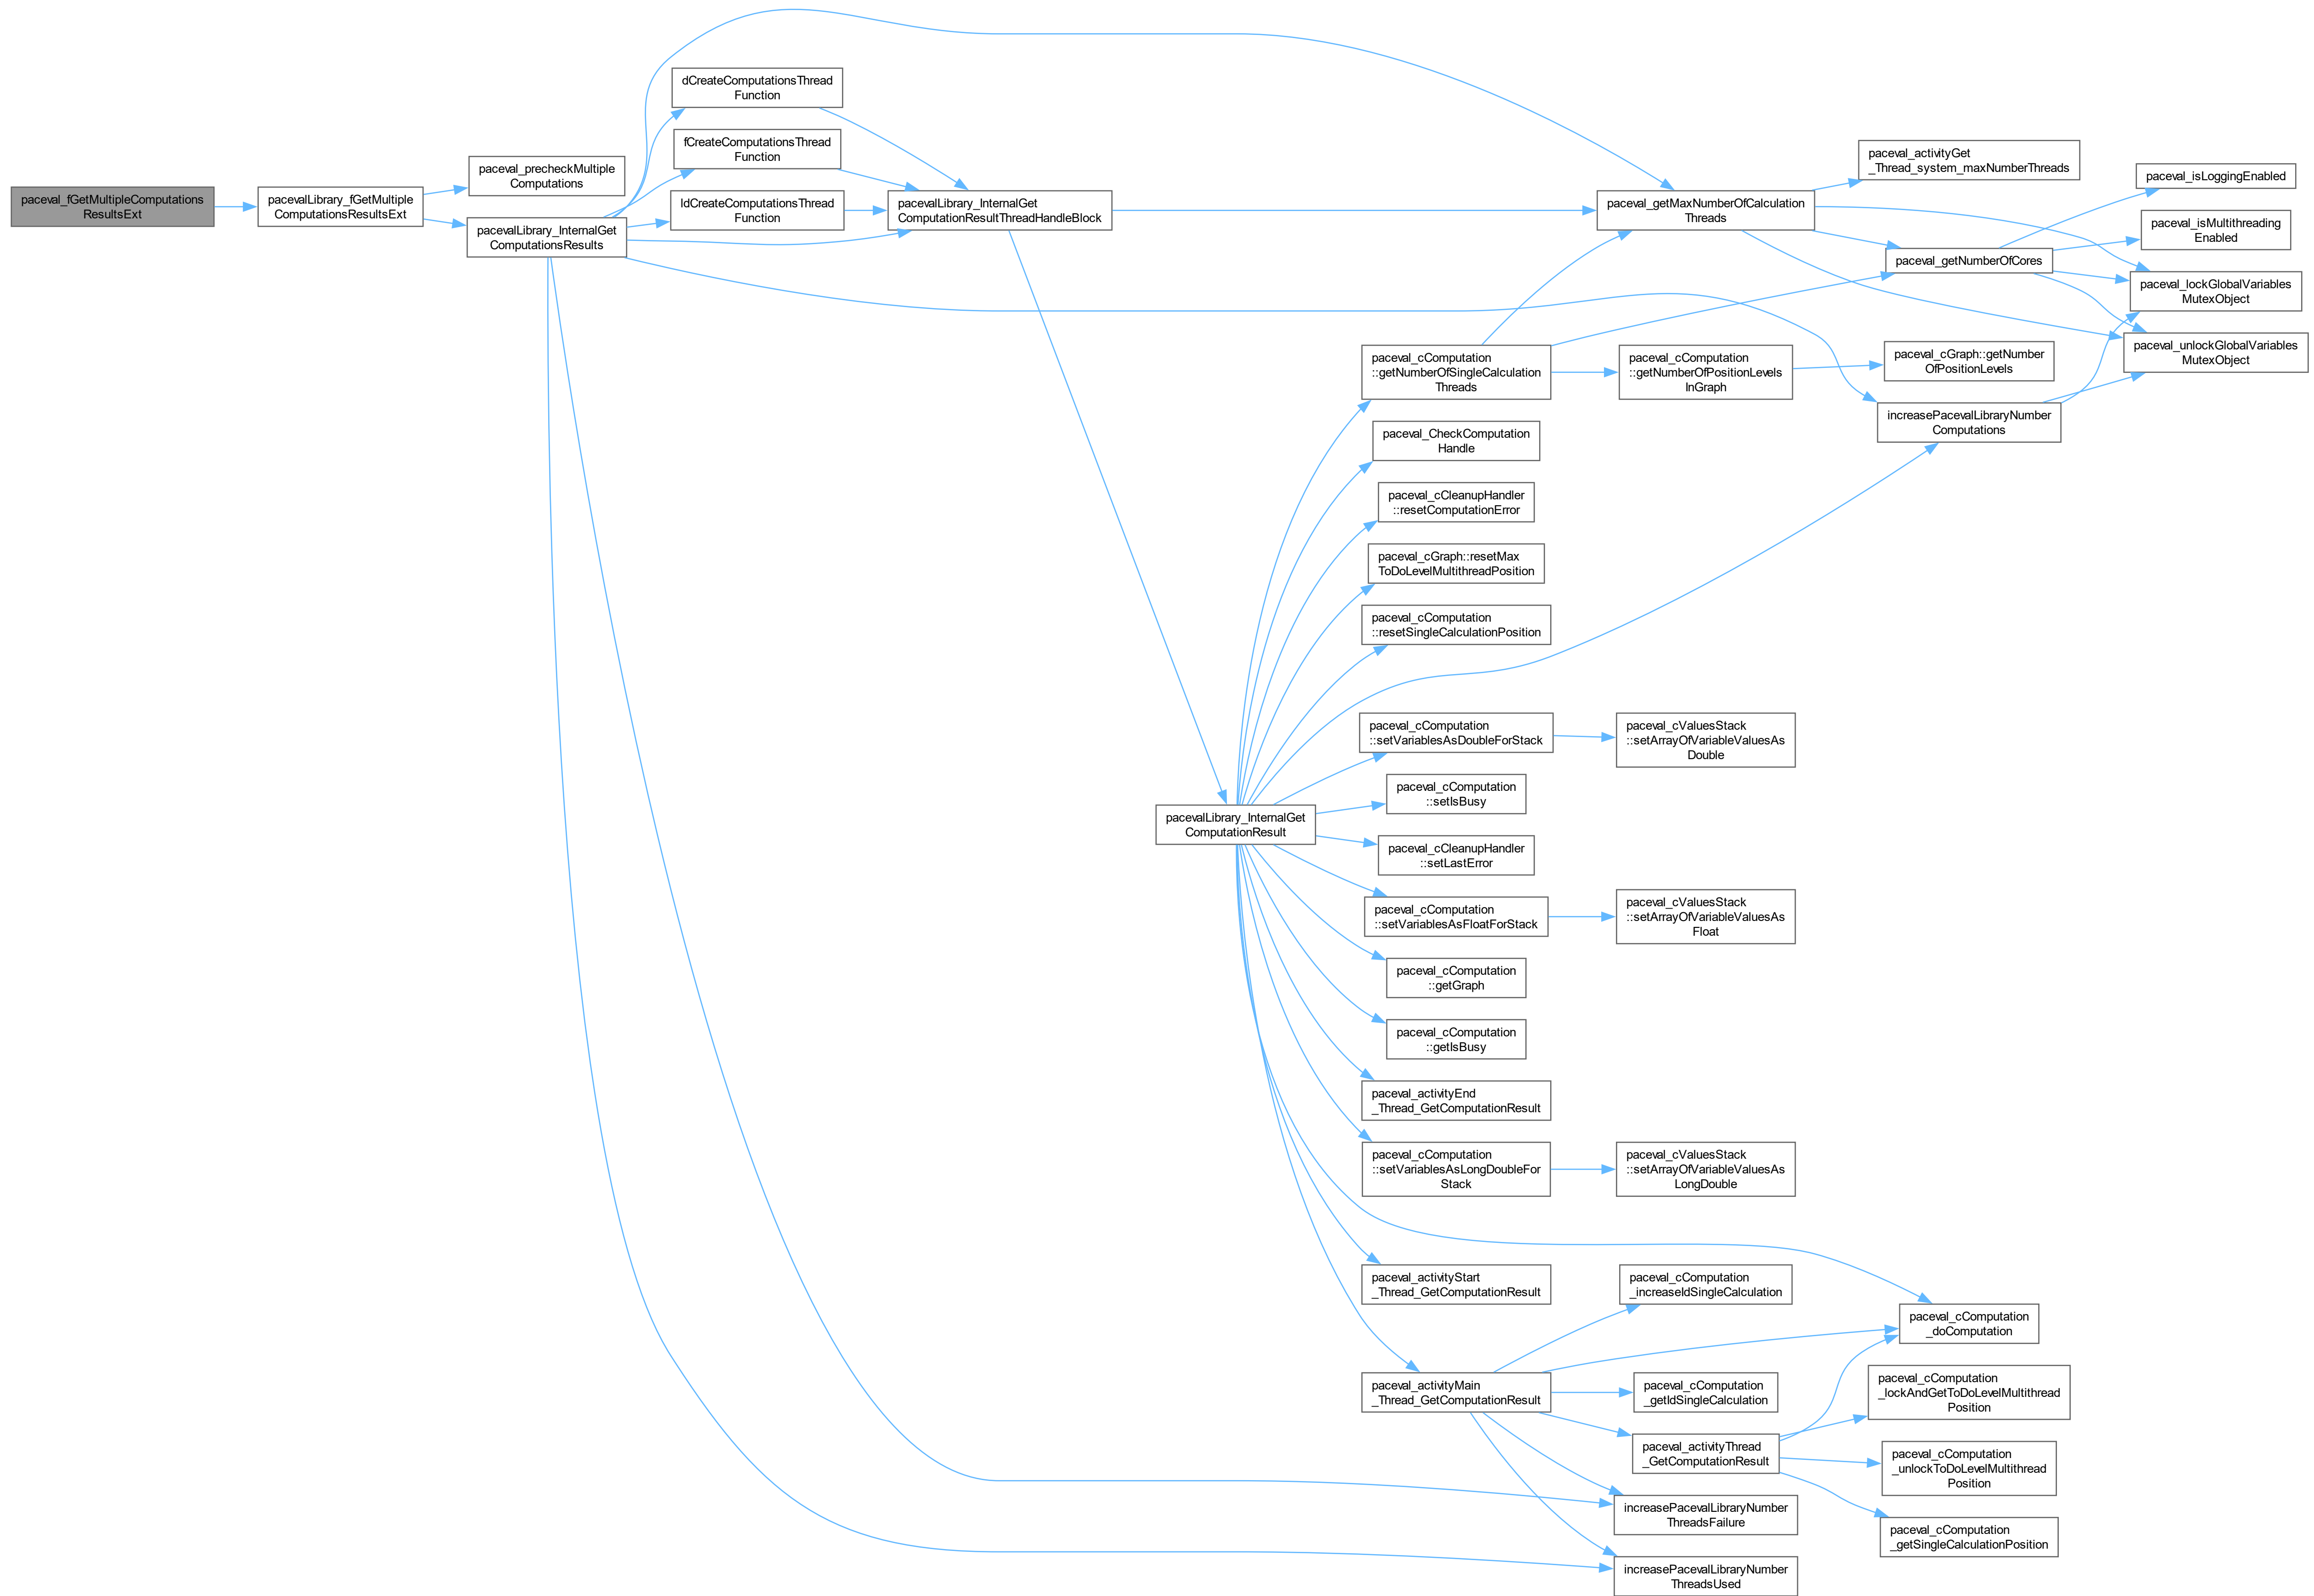 paceval_fGetMultipleComputations
ResultsExt
pacevalLibrary_fGetMultiple
ComputationsResultsExt
paceval_precheckMultiple
Computations
pacevalLibrary_InternalGet
ComputationsResults
dCreateComputationsThread
Function
fCreateComputationsThread
Function
ldCreateComputationsThread
Function
pacevalLibrary_InternalGet
ComputationResultThreadHandleBlock
pacevalLibrary_InternalGet
ComputationResult
paceval_cComputation
::getNumberOfSingleCalculation
Threads
paceval_CheckComputation
Handle
paceval_cCleanupHandler
::resetComputationError
paceval_cGraph::resetMax
ToDoLevelMultithreadPosition
paceval_cComputation
::resetSingleCalculationPosition
paceval_cComputation
::setVariablesAsDoubleForStack
paceval_cComputation
::setIsBusy
paceval_cCleanupHandler
::setLastError
paceval_cComputation
::setVariablesAsFloatForStack
paceval_cComputation
::getGraph
paceval_cComputation
::getIsBusy
paceval_activityEnd
_Thread_GetComputationResult
paceval_cComputation
::setVariablesAsLongDoubleFor
Stack
paceval_activityStart
_Thread_GetComputationResult
paceval_activityMain
_Thread_GetComputationResult
paceval_getMaxNumberOfCalculation
Threads
paceval_cComputation
::getNumberOfPositionLevels
InGraph
paceval_cValuesStack
::setArrayOfVariableValuesAs
Double
paceval_cValuesStack
::setArrayOfVariableValuesAs
Float
paceval_cValuesStack
::setArrayOfVariableValuesAs
LongDouble
paceval_cComputation
_increaseIdSingleCalculation
paceval_cComputation
_getIdSingleCalculation
paceval_activityThread
_GetComputationResult
increasePacevalLibraryNumber
ThreadsFailure
increasePacevalLibraryNumber
ThreadsUsed
paceval_activityGet
_Thread_system_maxNumberThreads
paceval_getNumberOfCores
paceval_cGraph::getNumber
OfPositionLevels
increasePacevalLibraryNumber
Computations
paceval_cComputation
_doComputation
paceval_cComputation
_lockAndGetToDoLevelMultithread
Position
paceval_cComputation
_unlockToDoLevelMultithread
Position
paceval_cComputation
_getSingleCalculationPosition
paceval_isLoggingEnabled
paceval_isMultithreading
Enabled
paceval_lockGlobalVariables
MutexObject
paceval_unlockGlobalVariables
MutexObject